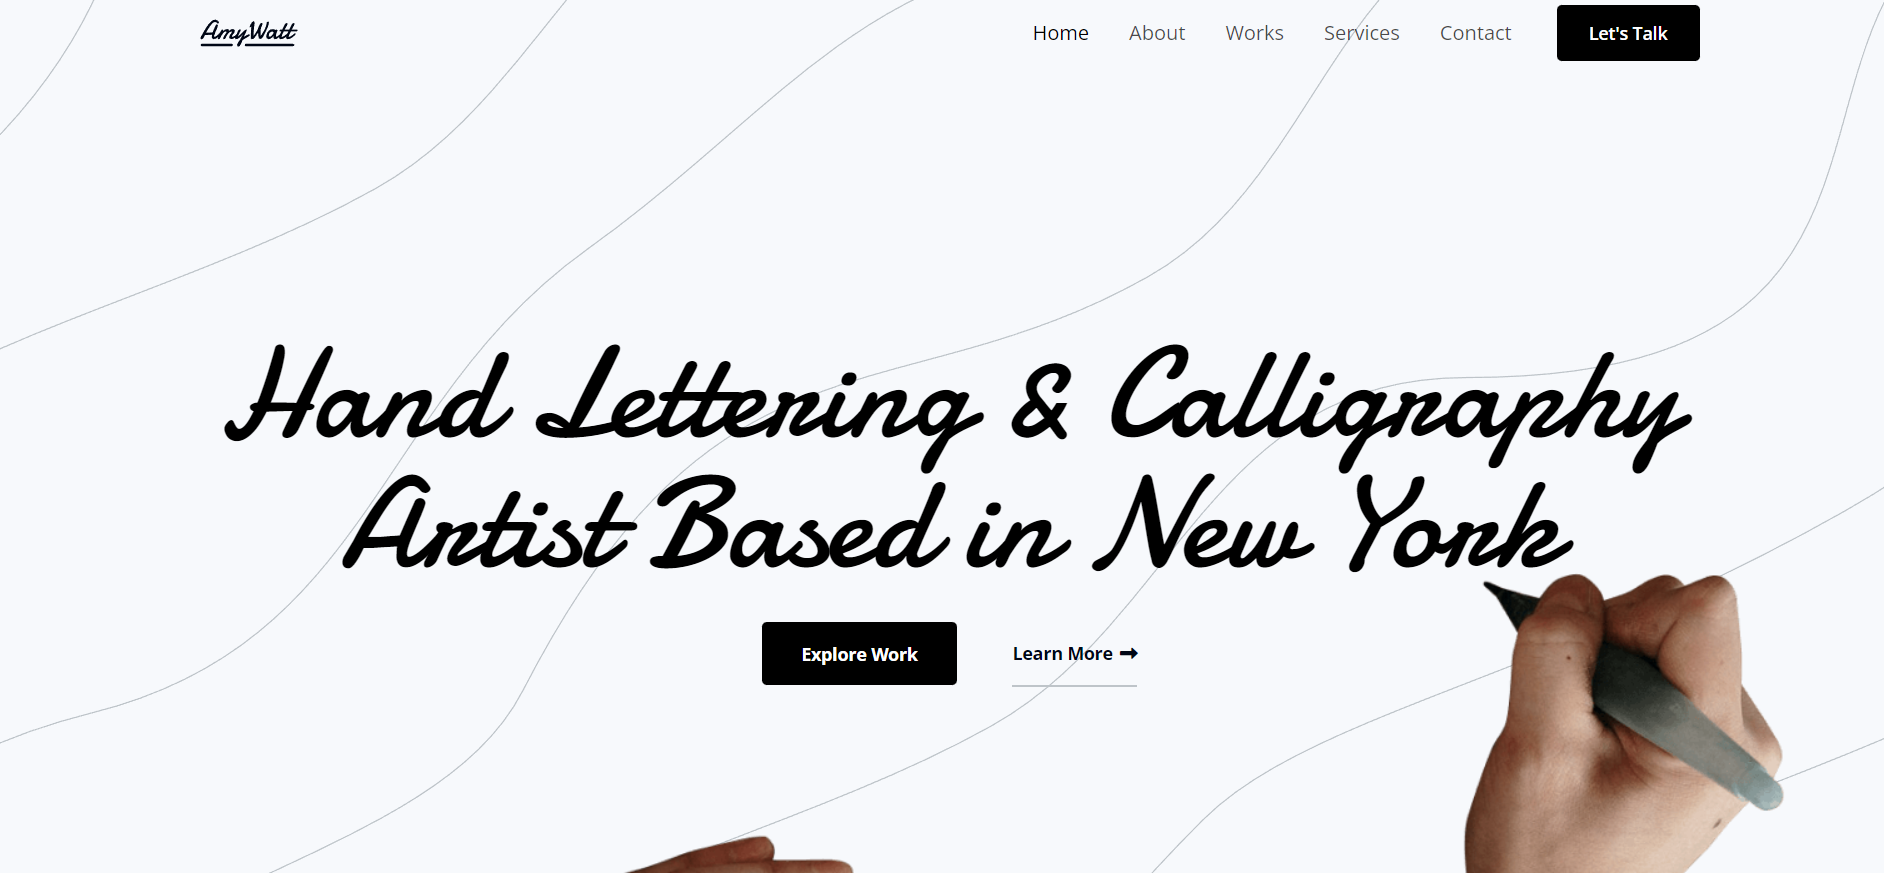 AmyWatt
Home About Works Services Contact Let's Talk
Hand Lettering & Calligraphy
Artist Based in New York
Explore Work Learn More